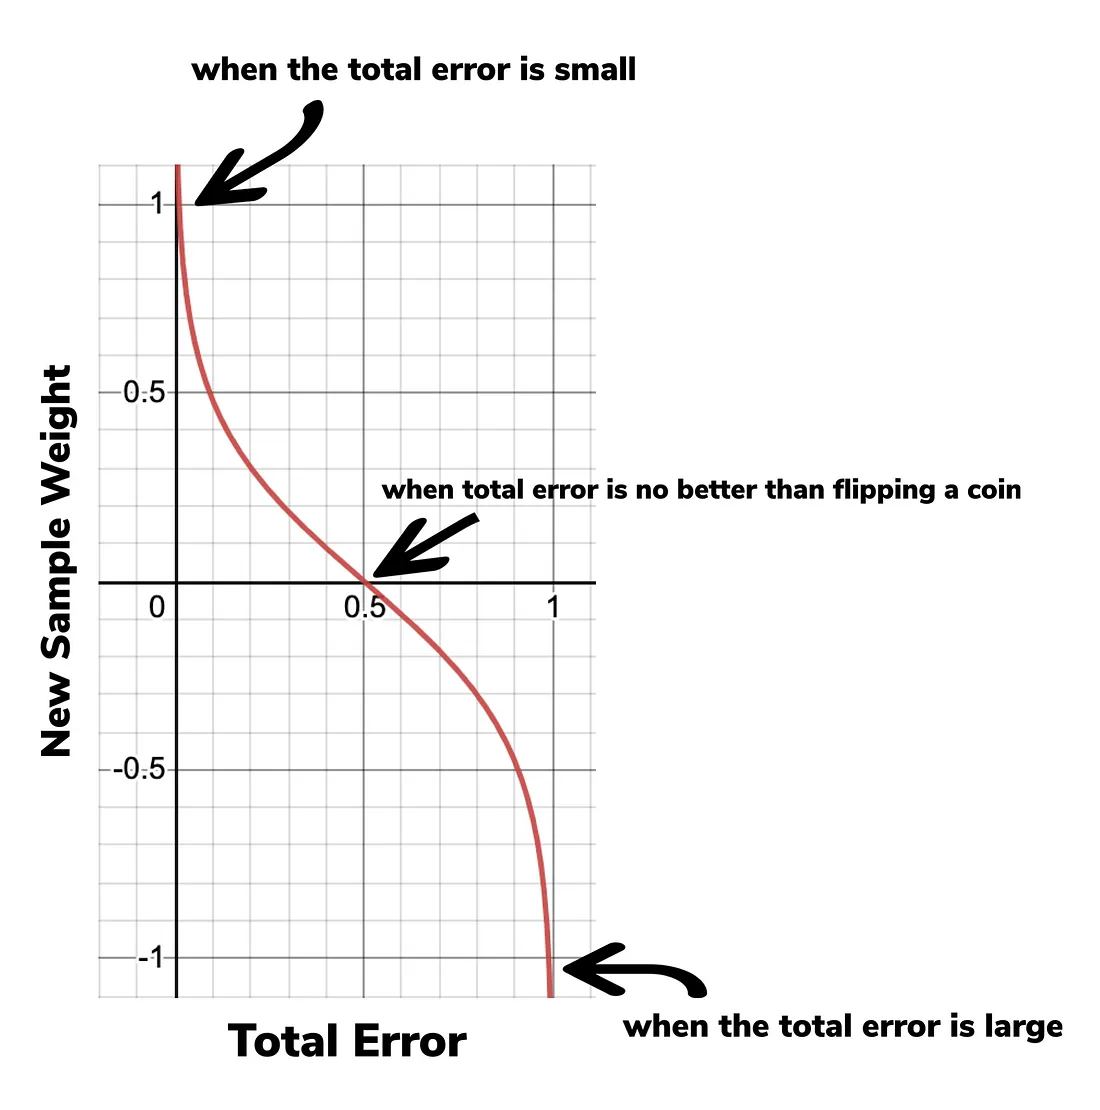 when the total error is small
1
0.5
when total error is no better than flipping a coin
0
0.5
1
-0.5
-1
New Sample Weight
Total Error
when the total error is large